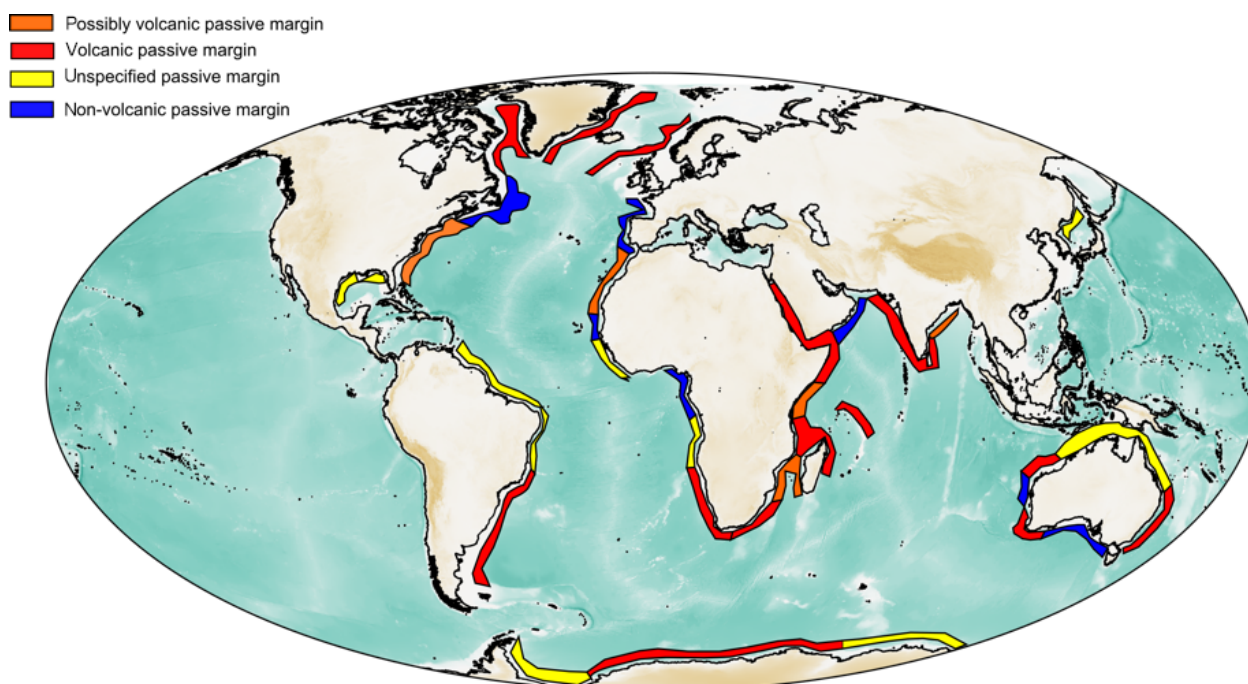 Possibly volcanic passive margin
Volcanic passive margin
Unspecified passive margin
Non-volcanic passive margin